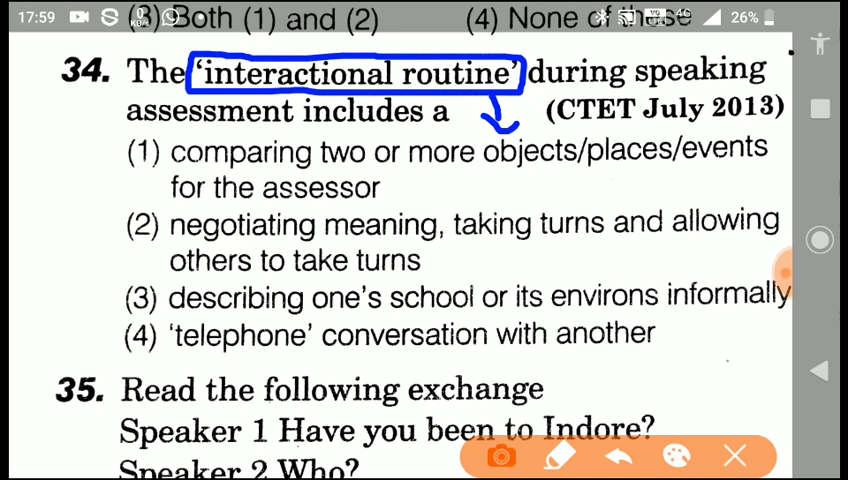 17:59 26%
(3) Both (1) and (2) (4) None of these
34. The 'interactional routine' during speaking
assessment includes a (CTET July 2013)
(1) comparing two or more objects/places/events
for the assessor
(2) negotiating meaning, taking turns and allowing
others to take turns
(3) describing one's school or its environs informally
(4) 'telephone' conversation with another
35. Read the following exchange
Speaker 1 Have you been to Indore?
Speaker 2 Who?